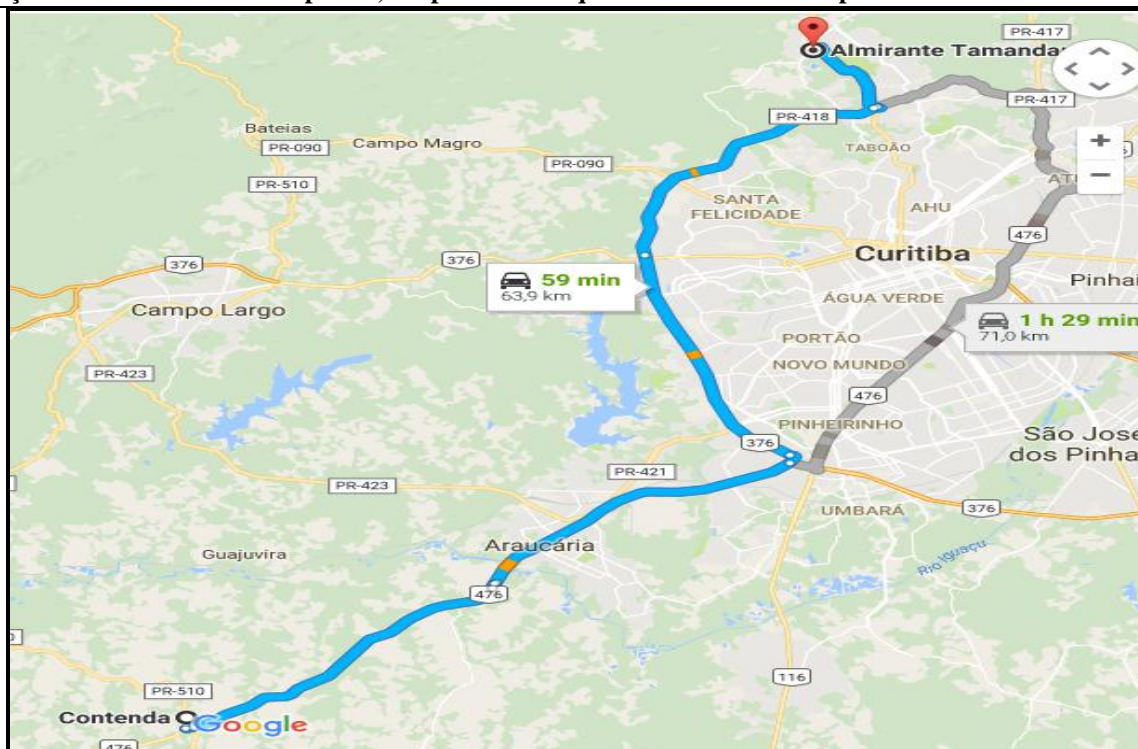 Almirante Tamanda
PR-417
PR-417
PR-418
Bateias
PR-090
Campo Magro
PR-090
TABOÃO
PR-510
SANTA
FELICIDADE
AHU
476
Curitiba
376
376
59 min
63,9 km
Pinhai
Campo Largo
ÁGUA VERDE
1 h 29 min
71,0 km
PORTÃO
NOVO MUNDO
PR-423
476
PINHEIRINHO
376
São José
dos Pinha
PR-421
PR-423
UMBARÁ
376
Araucária
Guajuvira
Rio Iguaçu
476
116
PR-510
Contenda
Google
476